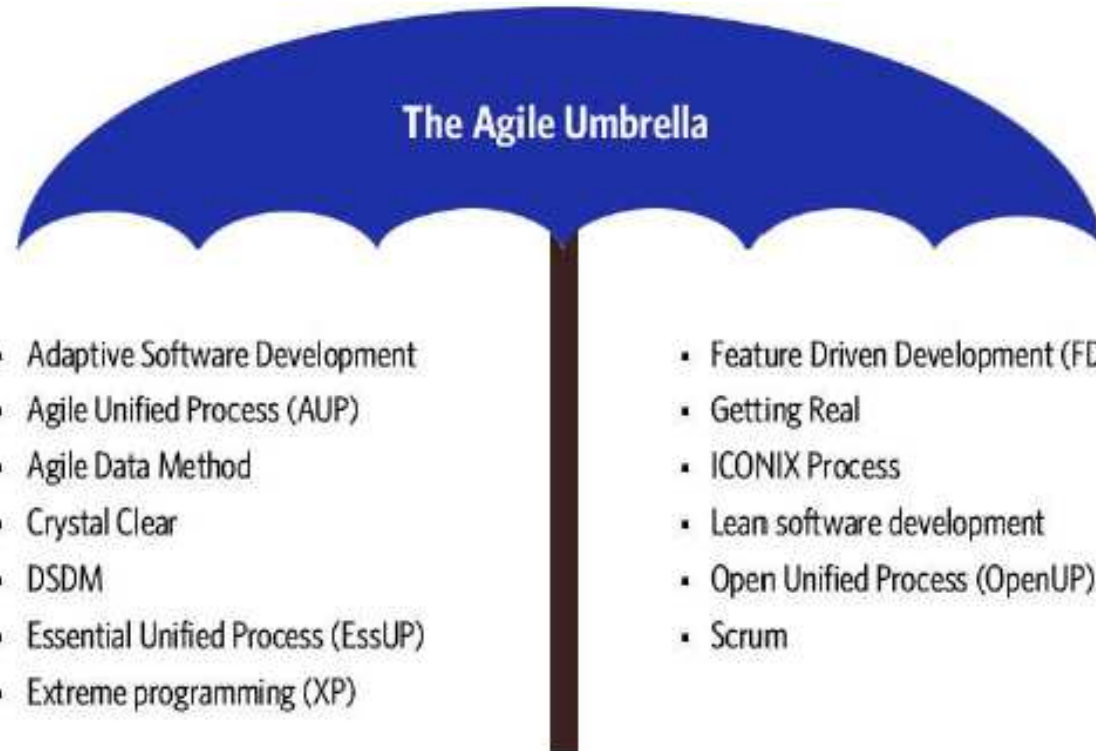 The Agile Umbrella
Adaptive Software Development
Agile Unified Process (AUP)
Agile Data Method
Crystal Clear
DSDM
Essential Unified Process (EssUP)
Extreme programming (XP)
▪ Feature Driven Development (FD
▪ Getting Real
▪ ICONIX Process
▪ Lean software development
▪ Open Unified Process (OpenUP)
▪ Scrum